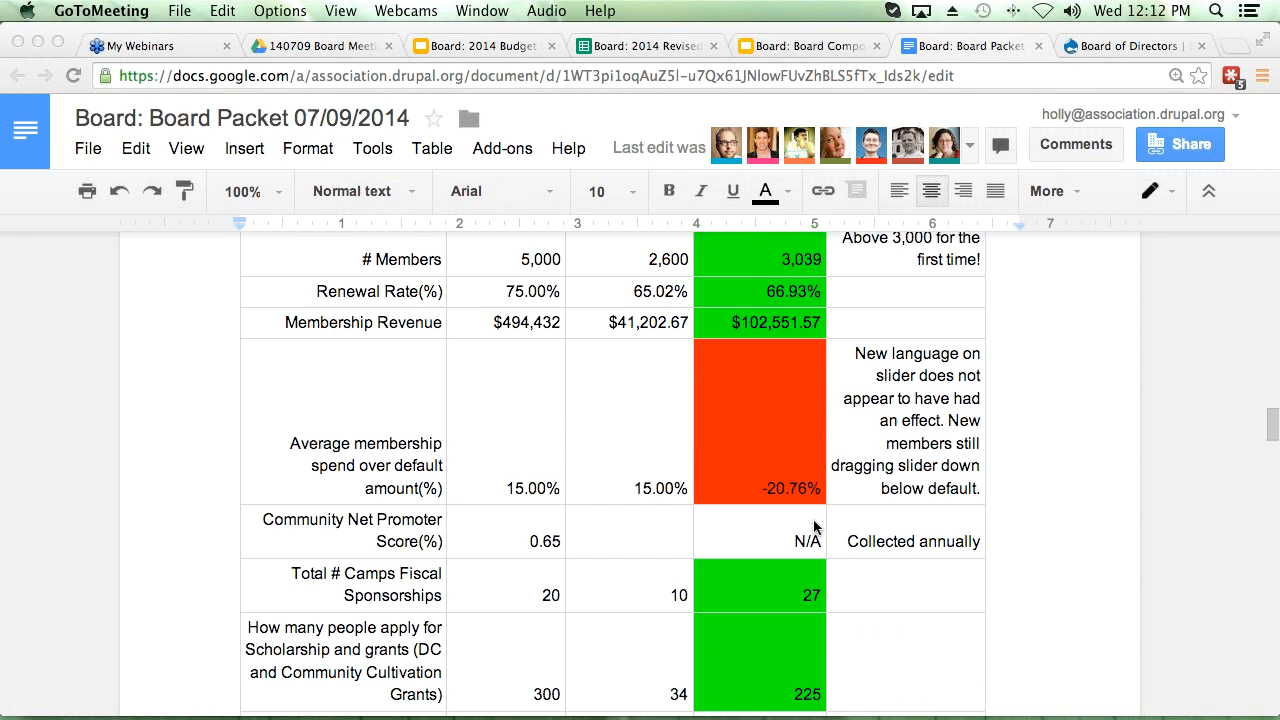 GoToMeeting File Edit Options View Webcams Window Audio Help Wed 12:12 PM
My Webinars 140709 Board Meeti Board: 2014 Budge Board: 2014 Revised Board: Board Comp Board: Board Packet Board of Directors
https://docs.google.com/a/association.drupal.org/document/d/
5
Board: Board Packet 07/09/2014
holly@association.drupal.org
File Edit View Insert Format Tools Table Add-ons Help Last edit was Comments Share
100% Normal text Arial 10 B I U A More
1 2 3 4 5 6 7
Above 3,000 for the
# Members 5,000 2,600 3,039 first time!
Renewal Rate(%) 75.00% 65.02% 66.93%
Membership Revenue $494,432 $41,202.67 $102,551.57
New language on
slider does not
appear to have had
an effect. New
Average membership members still
spend over default dragging slider down
amount(%) 15.00% 15.00% -20.76% below default.
Community Net Promoter
Score(%) 0.65 N/A Collected annually
Total # Camps Fiscal
Sponsorships 20 10 27
How many people apply for
Scholarship and grants (DC
and Community Cultivation
Grants) 300 34 225